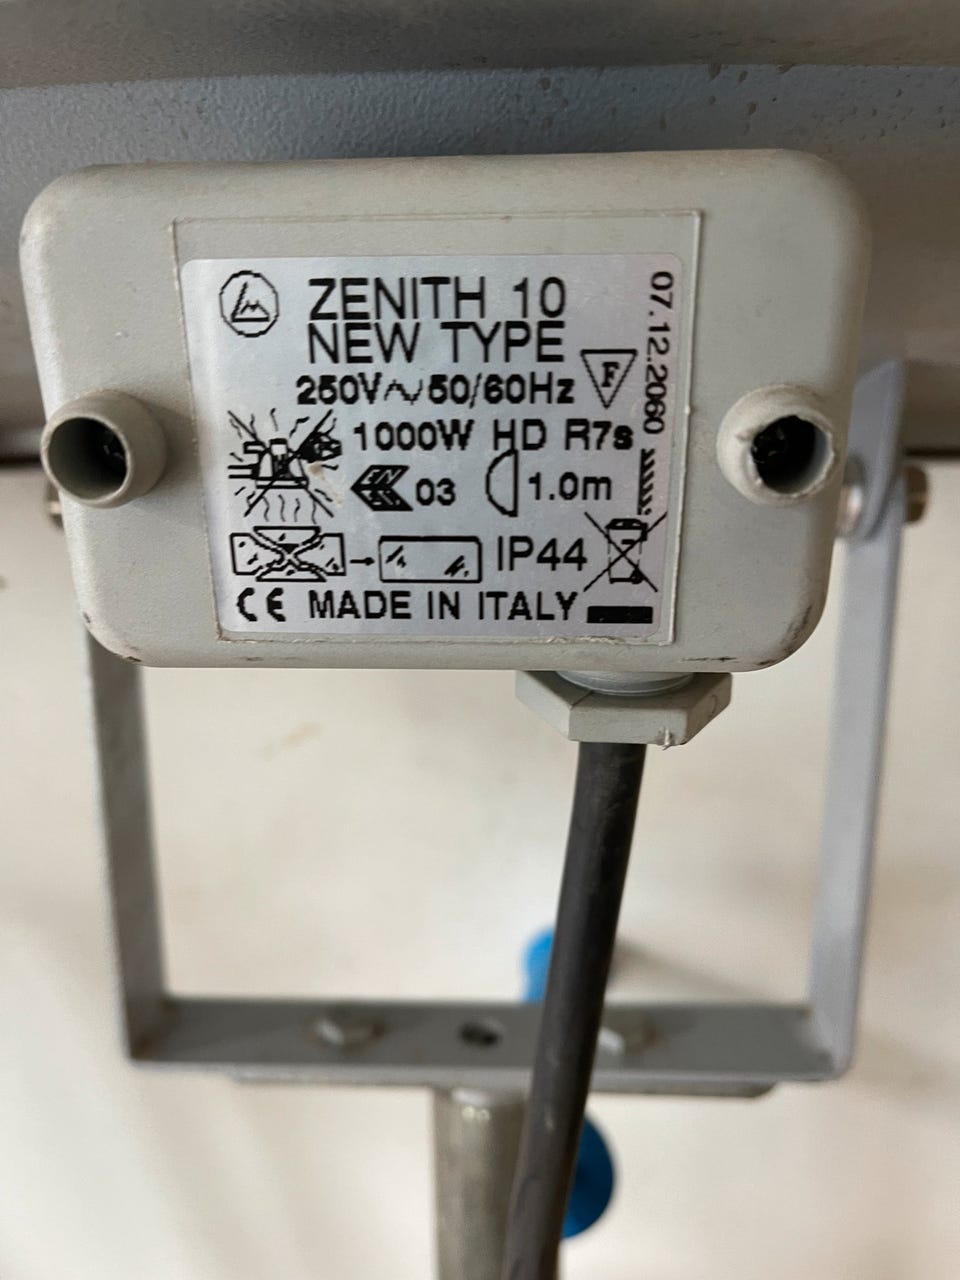 ZENITH 10
NEW TYPE
250V~50/60Hz
F
1000W HD R7s
03 1.0m
IP44
CE MADE IN ITALY
07.12.2060